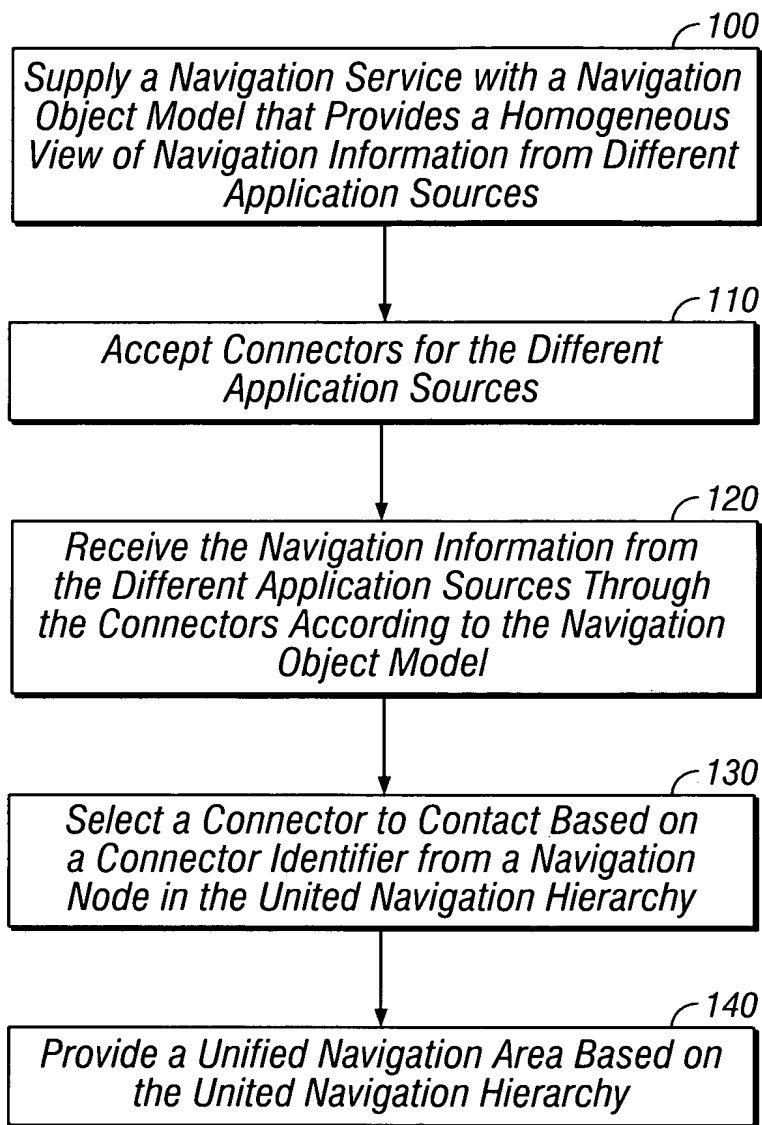 100
Supply a Navigation Service with a Navigation
Object Model that Provides a Homogeneous
View of Navigation Information from Different
Application Sources
110
Accept Connectors for the Different
Application Sources
120
Receive the Navigation Information from
the Different Application Sources Through
the Connectors According to the Navigation
Object Model
130
Select a Connector to Contact Based on
a Connector Identifier from a Navigation
Node in the United Navigation Hierarchy
140
Provide a Unified Navigation Area Based on
the United Navigation Hierarchy